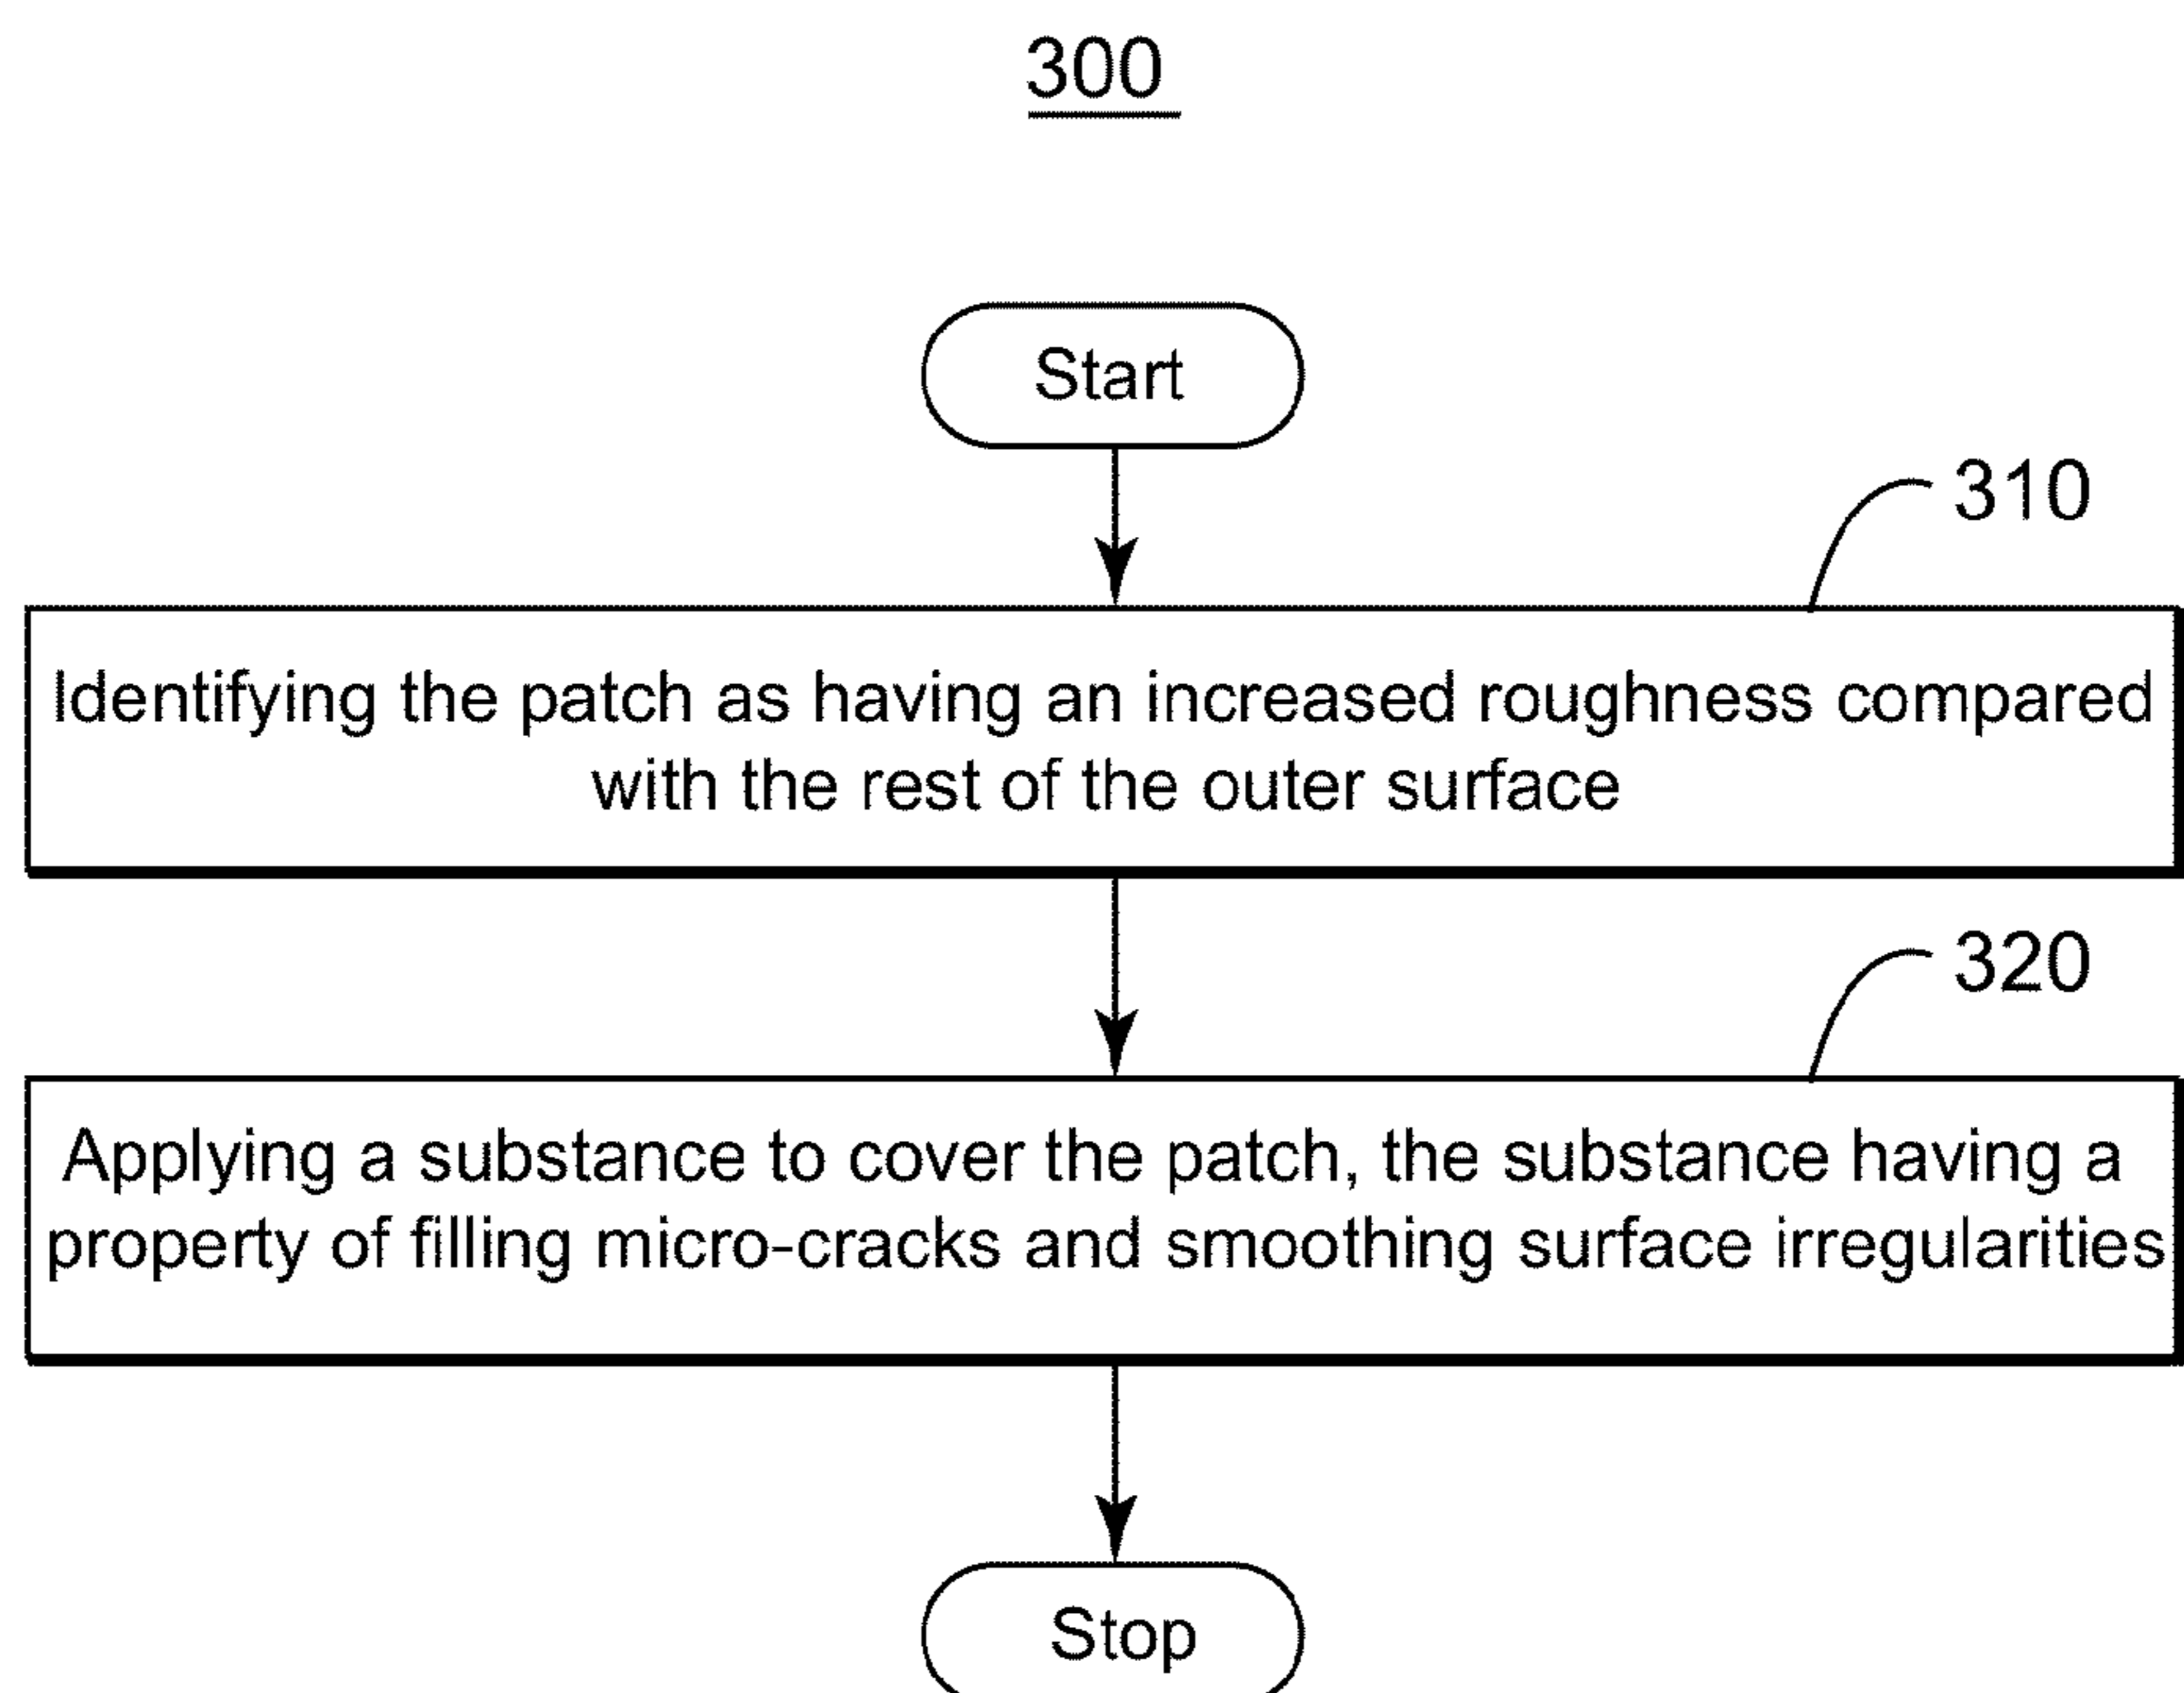 300
Start
310
Identifying the patch as having an increased roughness compared
with the rest of the outer surface
320
Applying a substance to cover the patch, the substance having a
property of filling micro-cracks and smoothing surface irregularities
Stop